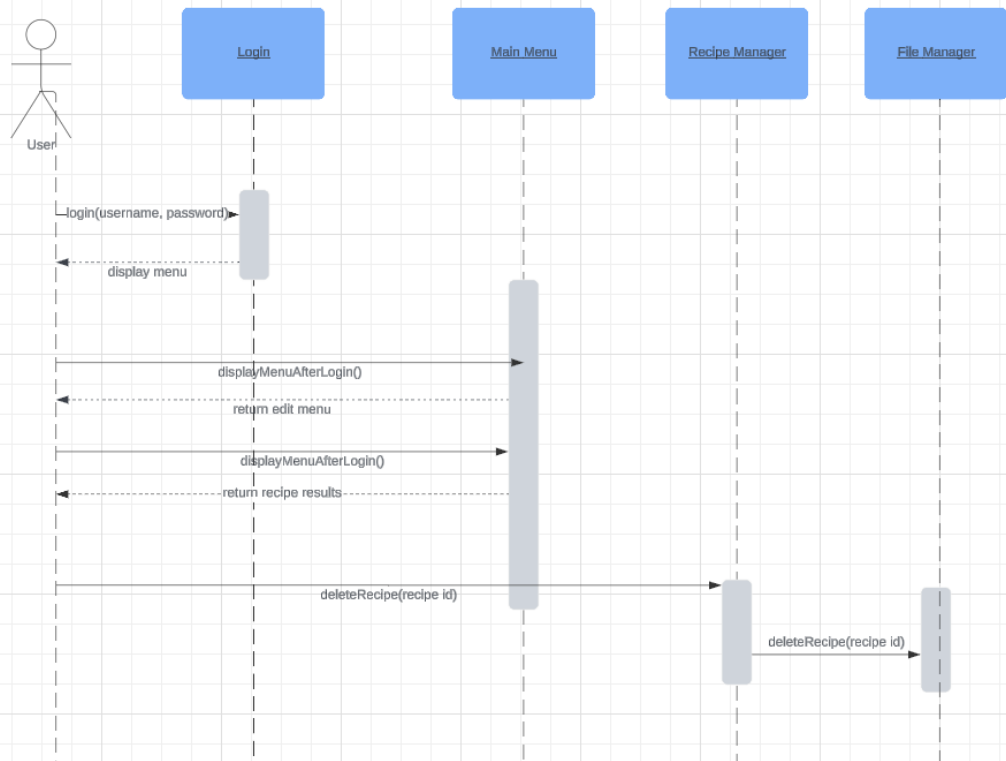 Login
Main Menu
Recipe Manager
File Manager
User
login(username, password)
display menu
displayMenuAfterLogin()
return edit menu
displayMenuAfterLogin()
return recipe results
deleteRecipe(recipe id)
deleteRecipe(recipe id)